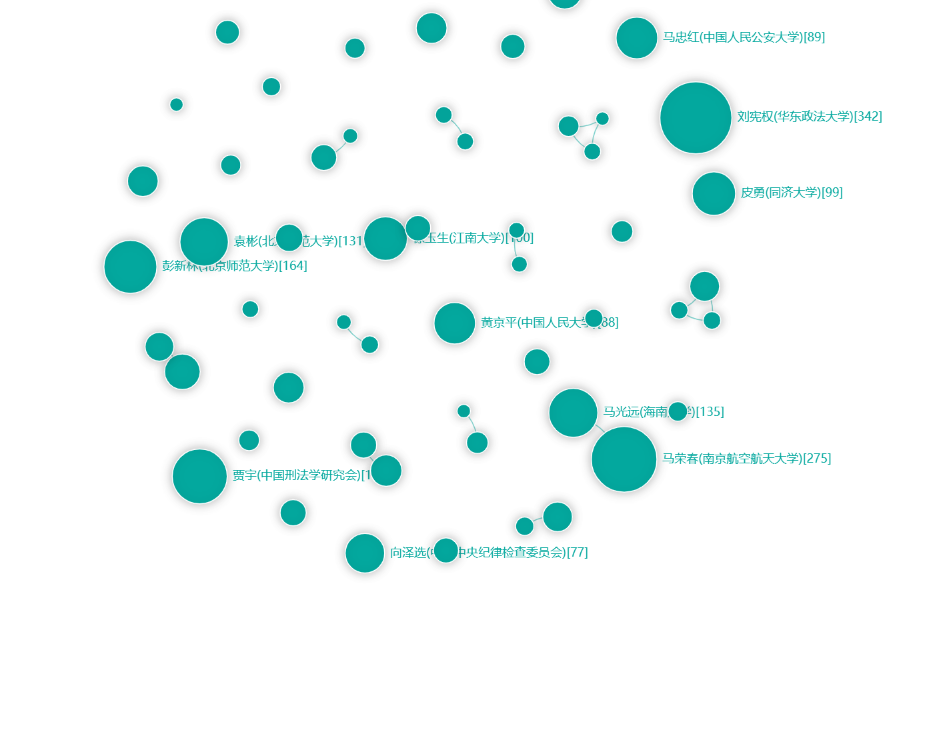 马忠红(中国人民公安大学)[89]
刘宪权(华东政法大学)[342]
皮勇(同济大学)[99]
袁彬(北 范大学)[131
玉生(江南大学)[
彭新林(北京师范大学)[164]
黄京平(中国人民大学)[88]
马光远(海南 )[135]
马荣春(南京航空航天大学)[275]
贾宇(中国刑法学研究会)[1
向泽选( 中央纪律检查委员会)[77]